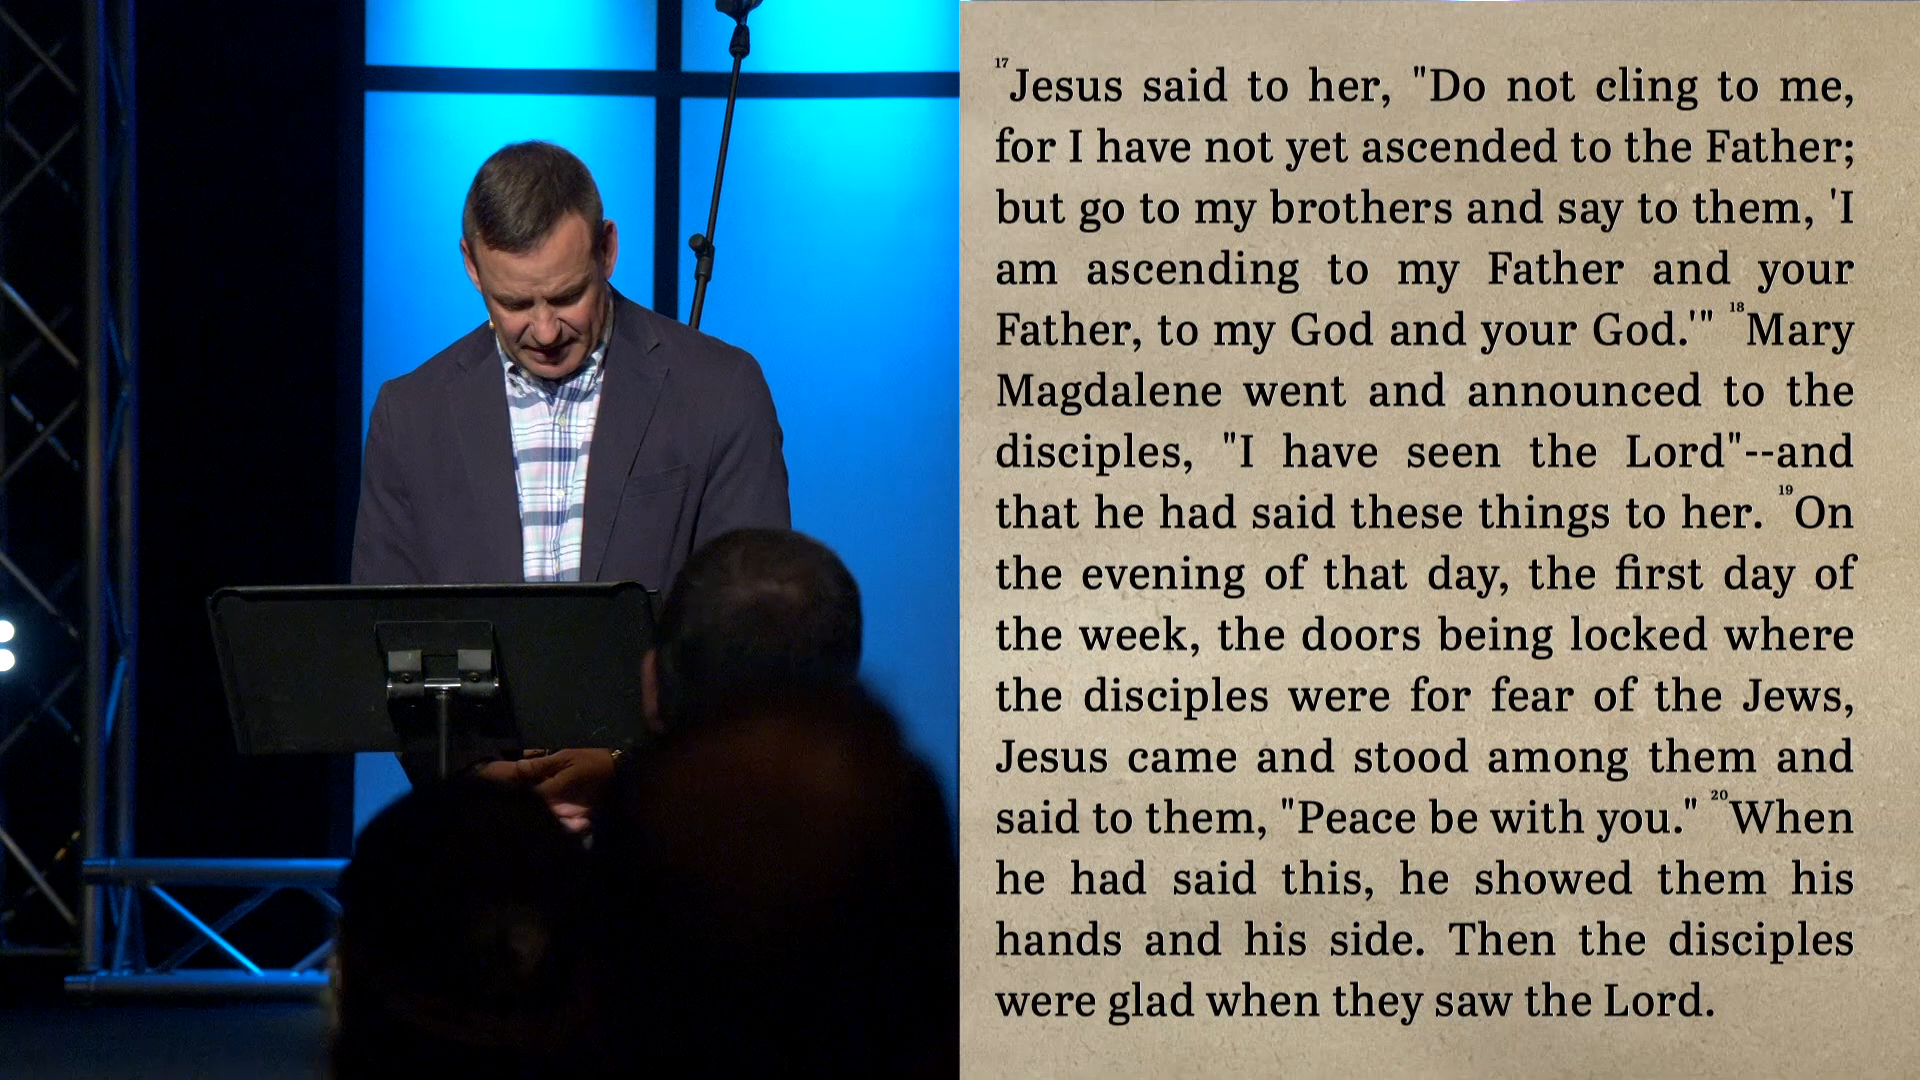 ¹⁷Jesus said to her, "Do not cling to me,
for I have not yet ascended to the Father;
but go to my brothers and say to them, 'I
am ascending to my Father and your
Father, to my God and your God.'" ¹⁸Mary
Magdalene went and announced to the
disciples, "I have seen the Lord"--and
that he had said these things to her. ¹⁹On
the evening of that day, the first day of
the week, the doors being locked where
the disciples were for fear of the Jews,
Jesus came and stood among them and
said to them, "Peace be with you." ²⁰When
he had said this, he showed them his
hands and his side. Then the disciples
were glad when they saw the Lord.